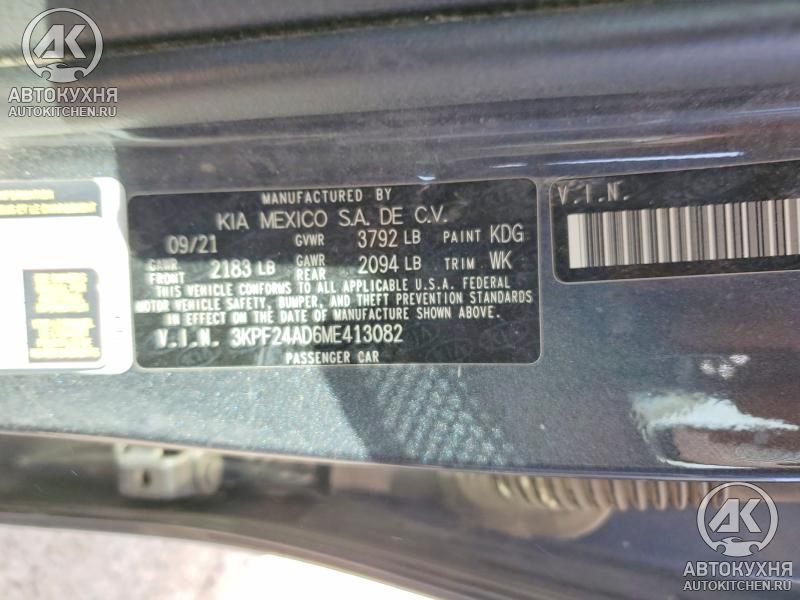 AK
АВТОКУХНЯ
AUTOKITCHEN.RU
MANUFACTURED BY
KIA MEXICO S.A. DE C.V.
09/21 GVWR 3792 LB PAINT KDG
GAWR FRONT 2183 LB GAWR REAR 2094 LB TRIM WK
THIS VEHICLE CONFORMS TO ALL APPLICABLE U.S.A. FEDERAL
MOTOR VEHICLE SAFETY, BUMPER, AND THEFT PREVENTION STANDARDS
IN EFFECT ON THE DATE OF MANUFACTURE SHOWN ABOVE.
V.I.N. 3KPF24AD6ME413082
PASSENGER CAR
V.I.N.
AK
АВТОКУХНЯ
AUTOKITCHEN.RU